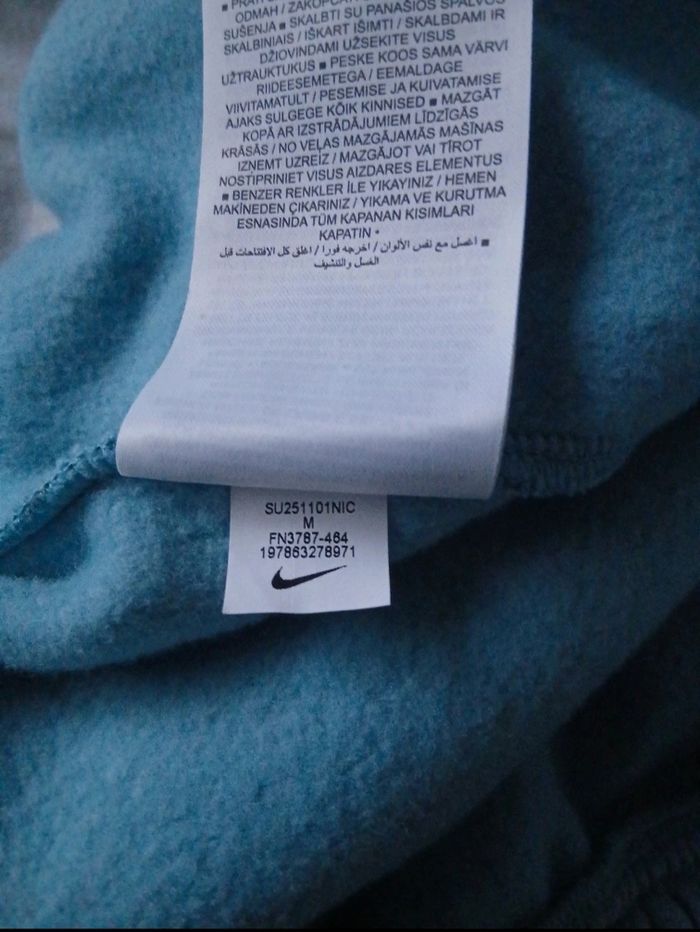 ▪ PRATI
ODMAH / ZAKOPČA
SUŠENJA ▪ SKALBTI SU PANAŠIOS SPALVOS
SKALBINIAIS / IŠKART IŠIMTI / SKALBDAMI IR
DŽIOVINDAMI UŽSEKITE VISUS
UŽTRAUKTUKUS ▪ PESKE KOOS SAMA VÄRVI
RIIDEESEMETEGA / EEMALDAGE
VIIVITAMATULT / PESEMISE JA KUIVATAMISE
AJAKS SULGEGE KÕIK KINNISED ▪ MAZGĀT
KOPĀ AR IZSTRĀDĀJUMIEM LĪDZĪGĀS
KRĀSĀS / NO VEĻAS MAZGĀJAMĀS MAŠĪNAS
IZŅEMT UZREIZ / MAZGĀJOT VAI TĪROT
NOSTIPRINIET VISUS AIZDARES ELEMENTUS
▪ BENZER RENKLER İLE YIKAYINIZ / HEMEN
MAKİNEDEN ÇIKARINIZ / YIKAMA VE KURUTMA
ESNASINDA TÜM KAPANAN KISIMLARI
KAPATIN •
▪ اغسل مع نفس الألوان / اخرجه فورا / اغلق كل الافتتاحات قبل
الغسل والتنشيف
SU251101NIC
M
FN3787-464
197863278971